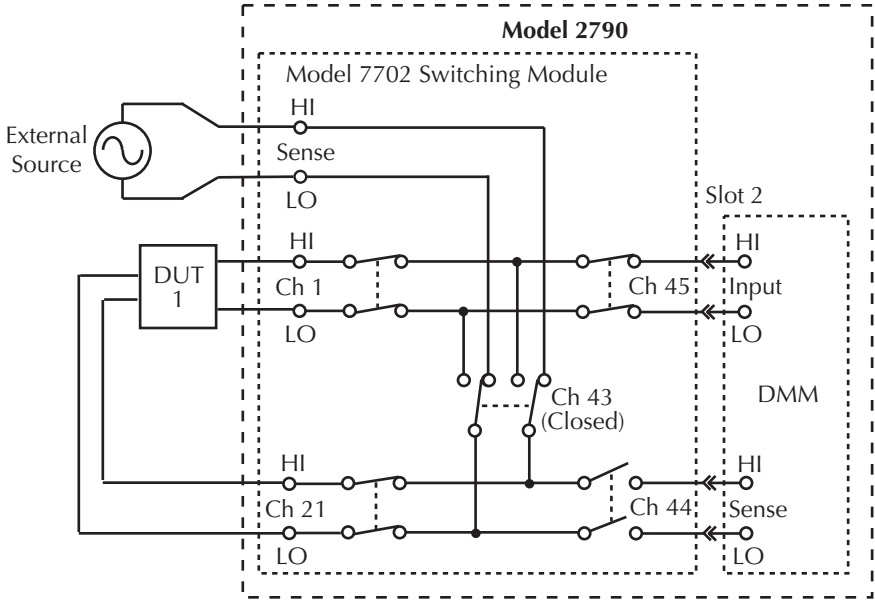 Model 2790
Model 7702 Switching Module
HI
External
Source
Sense
LO
Slot 2
HI
HI
DUT
1
Ch 1
Ch 45
Input
LO
LO
Ch 43
(Closed)
DMM
HI
HI
Ch 21
Ch 44
Sense
LO
LO